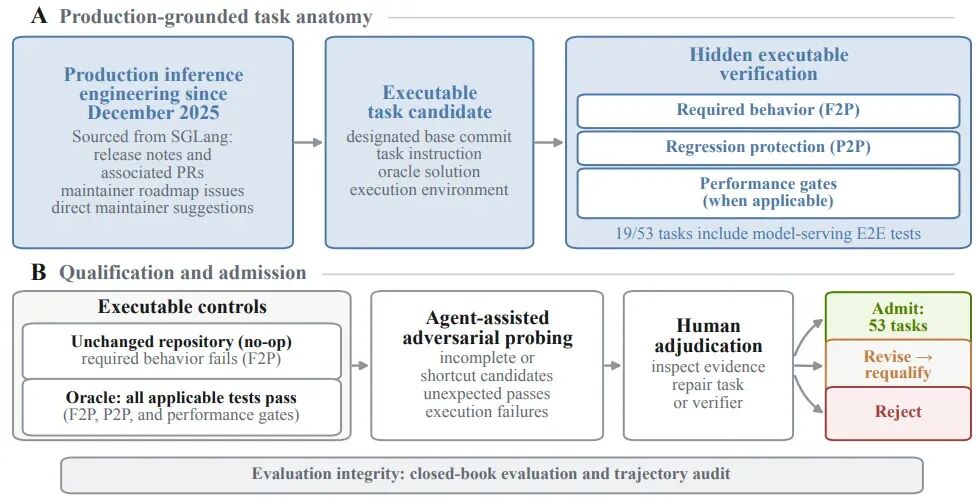 A Production-grounded task anatomy
Production inference
engineering since
December 2025
Sourced from SGLang:
release notes and
associated PRs
maintainer roadmap issues
direct maintainer suggestions
Executable
task candidate
designated base commit
task instruction
oracle solution
execution environment
Hidden executable
verification
Required behavior (F2P)
Regression protection (P2P)
Performance gates
(when applicable)
19/53 tasks include model-serving E2E tests
B Qualification and admission
Executable controls
Unchanged repository (no-op)
required behavior fails (F2P)
Oracle: all applicable tests pass
(F2P, P2P, and performance gates)
Agent-assisted
adversarial probing
incomplete or
shortcut candidates
unexpected passes
execution failures
Human
adjudication
inspect evidence
repair task
or verifier
Admit:
53 tasks
Revise →
requalify
Reject
Evaluation integrity: closed-book evaluation and trajectory audit